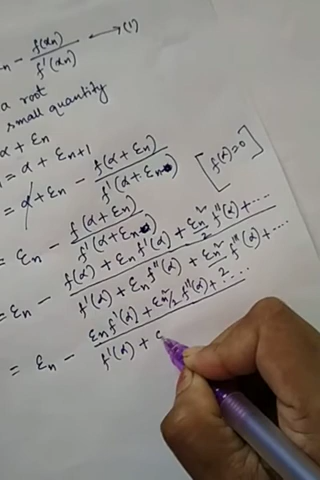 n - f(xn)/f'(xn) ⟶ (1)
a root
small quantity
α + εn
= α + εn+1
= α + εn - f(α + εn)/f'(α + εn) [f(α)=0]
= εn - f(α + εn)/f'(α + εn)
= εn - f(α) + εn f'(α) + εn²/2 f''(α) + ..../f'(α) + εn f''(α) + εn²/2 f'''(α) + ....
= εn - εn f'(α) + εn²/2 f''(α) + ..../f'(α) + ε